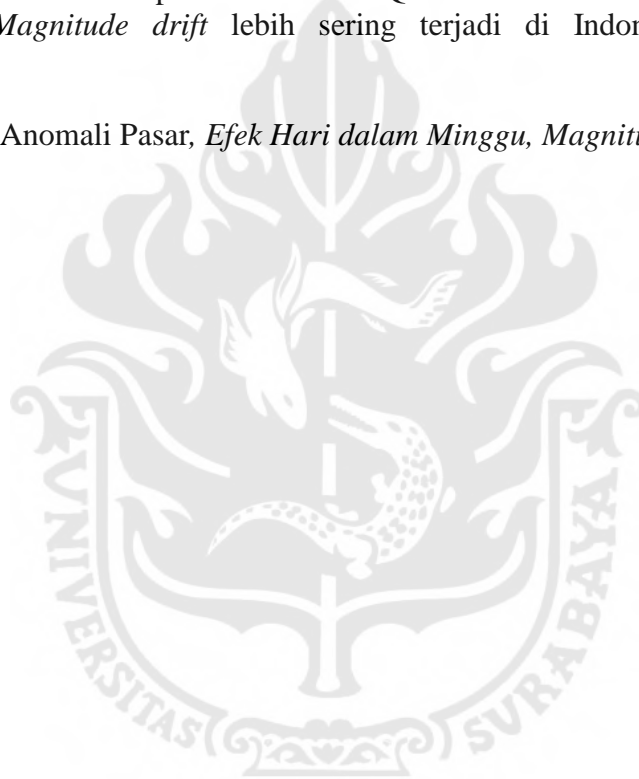 Magnitude drift lebih sering terjadi di Indon
Anomali Pasar, Efek Hari dalam Minggu, Magnit
UNIVERSITAS SURABAYA